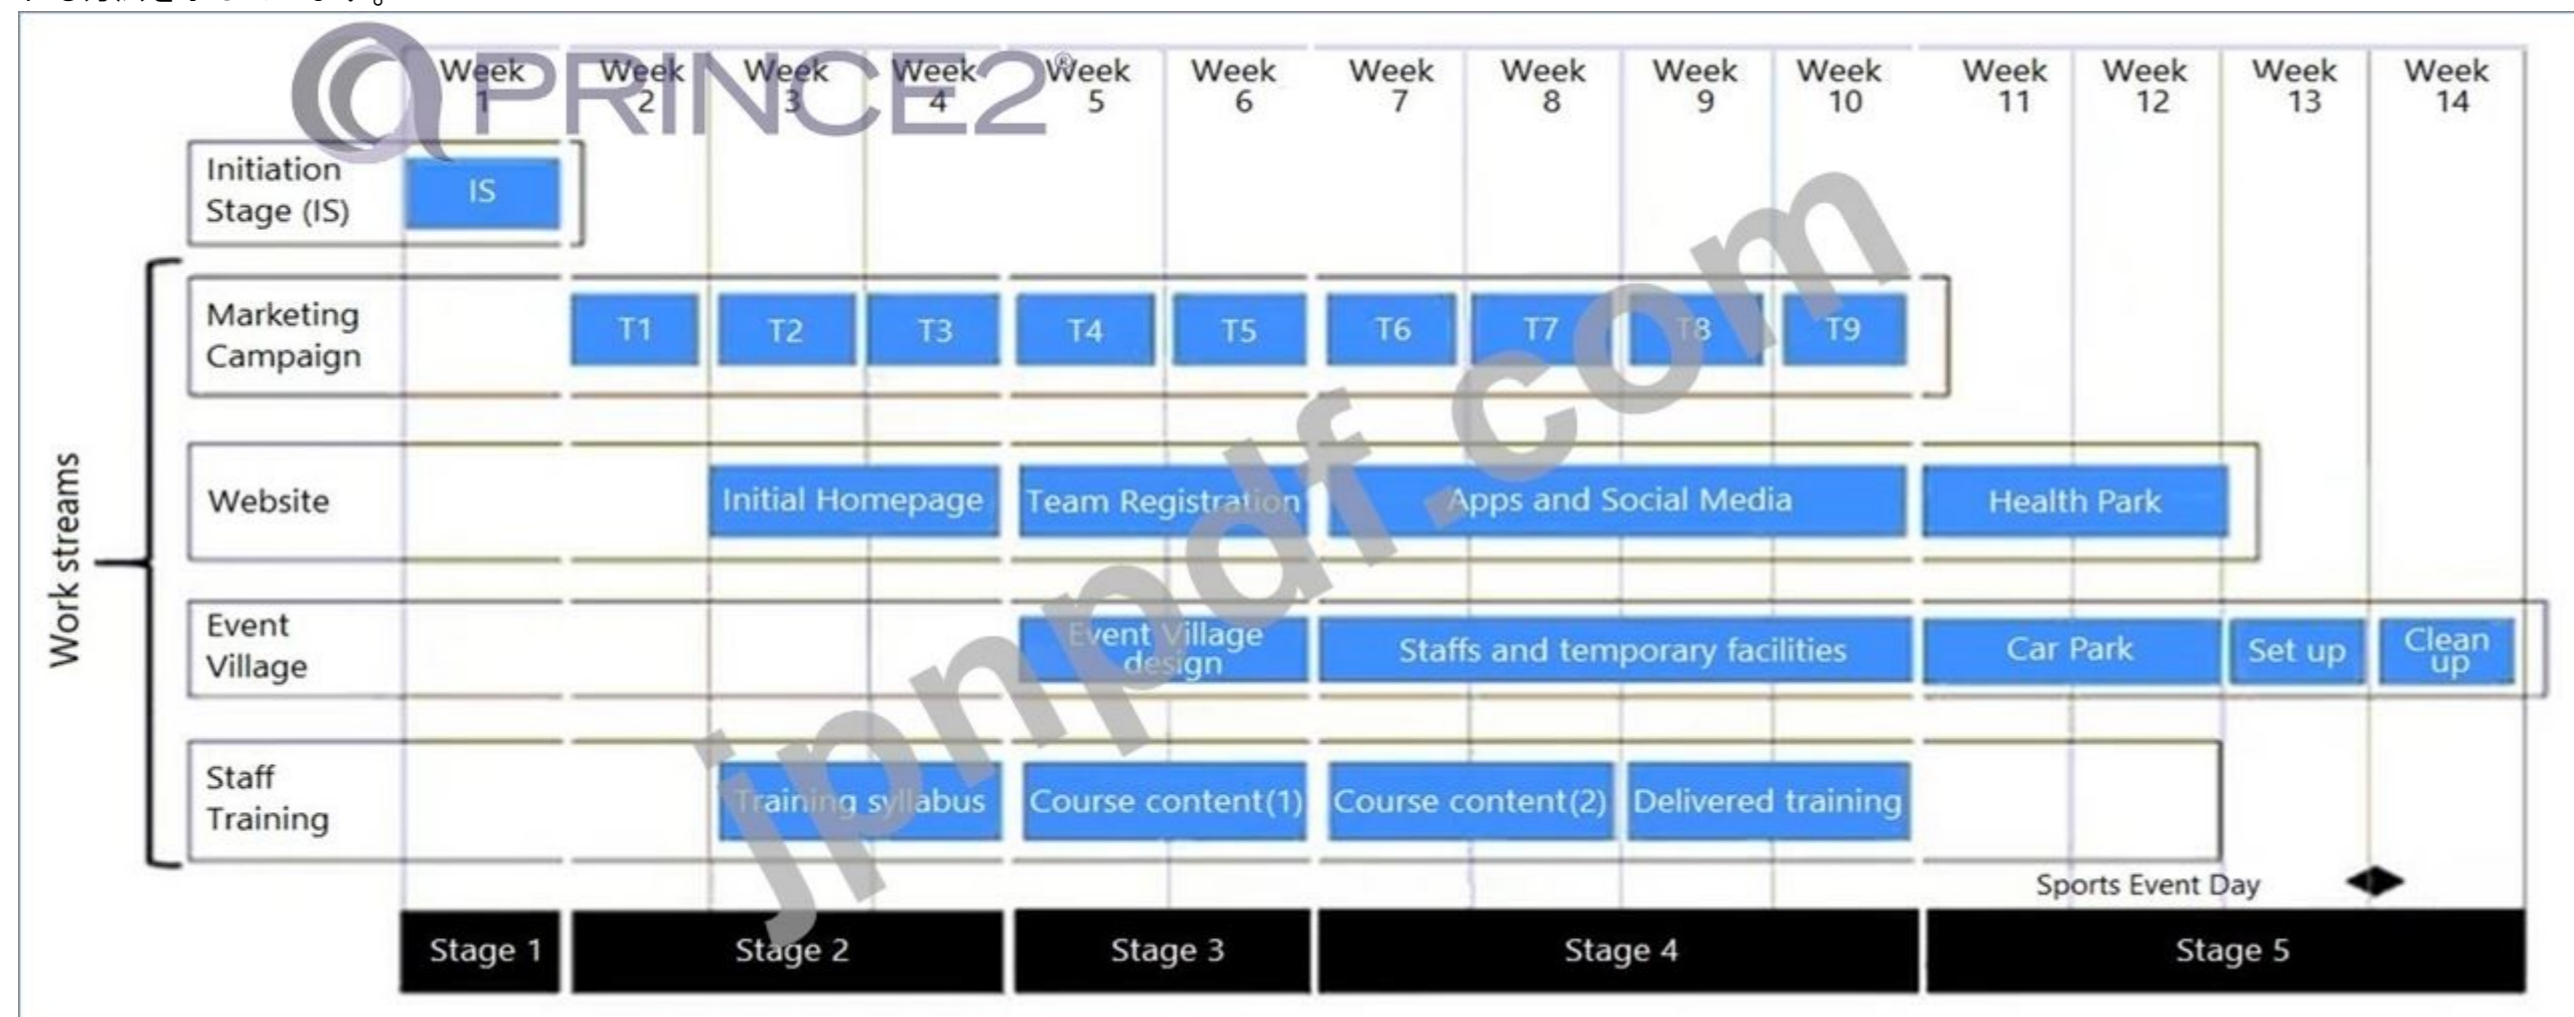 PRINCE2®
Week 1
Week 2
Week 3
Week 4
Week 5
Week 6
Week 7
Week 8
Week 9
Week 10
Week 11
Week 12
Week 13
Week 14
Initiation
Stage (IS)
IS
Work streams
Marketing
Campaign
T1
T2
T3
T4
T5
T6
T7
T8
T9
Website
Initial Homepage
Team Registration
Apps and Social Media
Health Park
Event
Village
Event Village
design
Staffs and temporary facilities
Car Park
Set up
Clean
up
Staff
Training
Training syllabus
Course content(1)
Course content(2)
Delivered training
Sports Event Day
Stage 1
Stage 2
Stage 3
Stage 4
Stage 5
jpnpdf.com